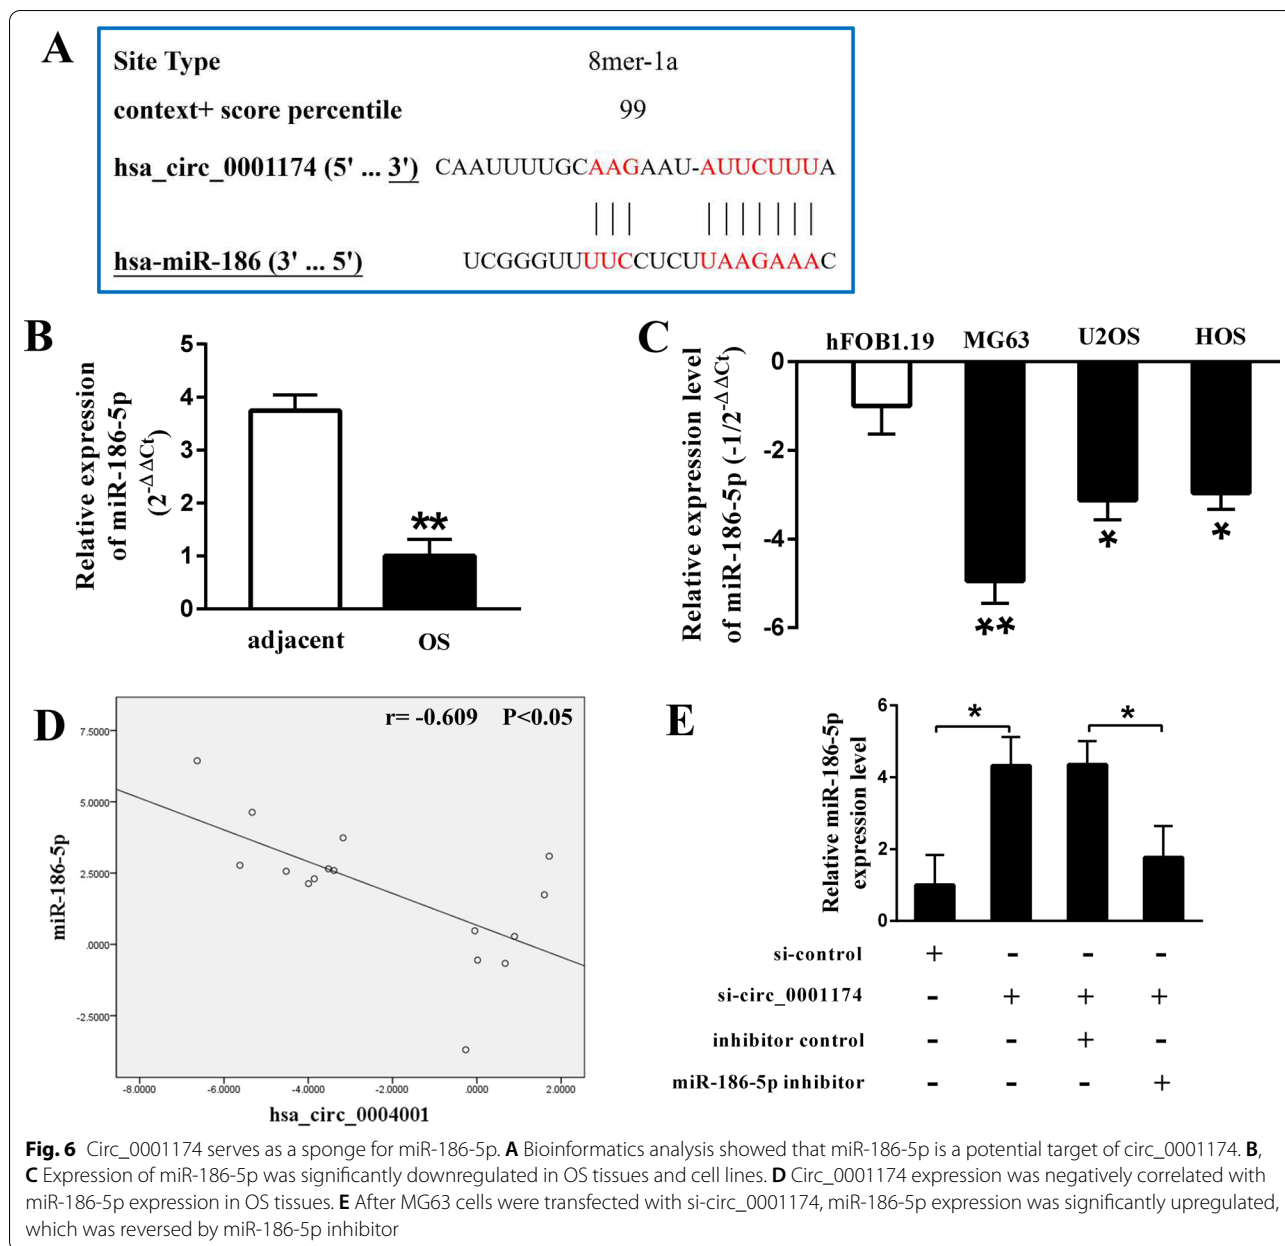 A
Site Type 8mer-1a
context+ score percentile 99
hsa_circ_0001174 (5' ... 3') CAAUUUUGCAAGAAU-AUUCUUUA
hsa-miR-186 (3' ... 5') UCGGGUUUUCCUCUUAAGAAAC
B
Relative expression
of miR-186-5p
(2^-ΔΔCt)
5
4
3
2
1
0
**
adjacent OS
C
Relative expression level
of miR-186-5p (-1/2^-ΔΔCt)
hFOB1.19 MG63 U2OS HOS
0
-2
-4
-6
** * *
D
r= -0.609 P<0.05
miR-186-5p
7.5000
5.0000
2.5000
.0000
-2.5000
-8.0000 -6.0000 -4.0000 -2.0000 .0000 2.0000
hsa_circ_0004001
E
Relative miR-186-5p
expression level
6
4
2
0
* *
si-control + - - -
si-circ_0001174 - + + +
inhibitor control - - + -
miR-186-5p inhibitor - - - +
Fig. 6 Circ_0001174 serves as a sponge for miR-186-5p. A Bioinformatics analysis showed that miR-186-5p is a potential target of circ_0001174. B,
C Expression of miR-186-5p was significantly downregulated in OS tissues and cell lines. D Circ_0001174 expression was negatively correlated with
miR-186-5p expression in OS tissues. E After MG63 cells were transfected with si-circ_0001174, miR-186-5p expression was significantly upregulated,
which was reversed by miR-186-5p inhibitor